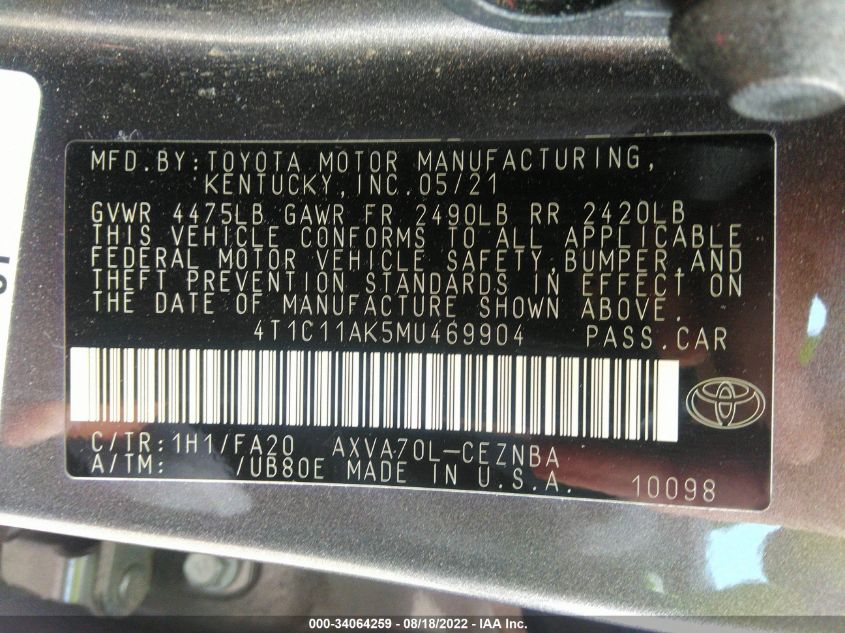 MFD.BY:TOYOTA MOTOR MANUFACTURING,
KENTUCKY,INC.05/21
GVWR 4475LB GAWR FR 2490LB RR 2420LB
THIS VEHICLE CONFORMS TO ALL APPLICABLE
FEDERAL MOTOR VEHICLE SAFETY,BUMPER,AND
THEFT PREVENTION STANDARDS IN EFFECT ON
THE DATE OF MANUFACTURE SHOWN ABOVE.
4T1C11AK5MU469904 PASS.CAR
C/TR:1H1/FA20 AXVA70L-CEZNBA
A/TM: /UB80E MADE IN U.S.A. 10098
000-34064259 - 08/18/2022 - IAA Inc.